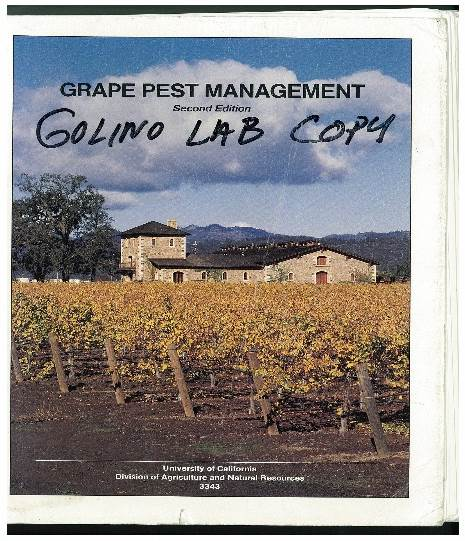 GRAPE PEST MANAGEMENT
Second Edition
GOLINO LAB COPY
University of California
Division of Agriculture and Natural Resources
3343